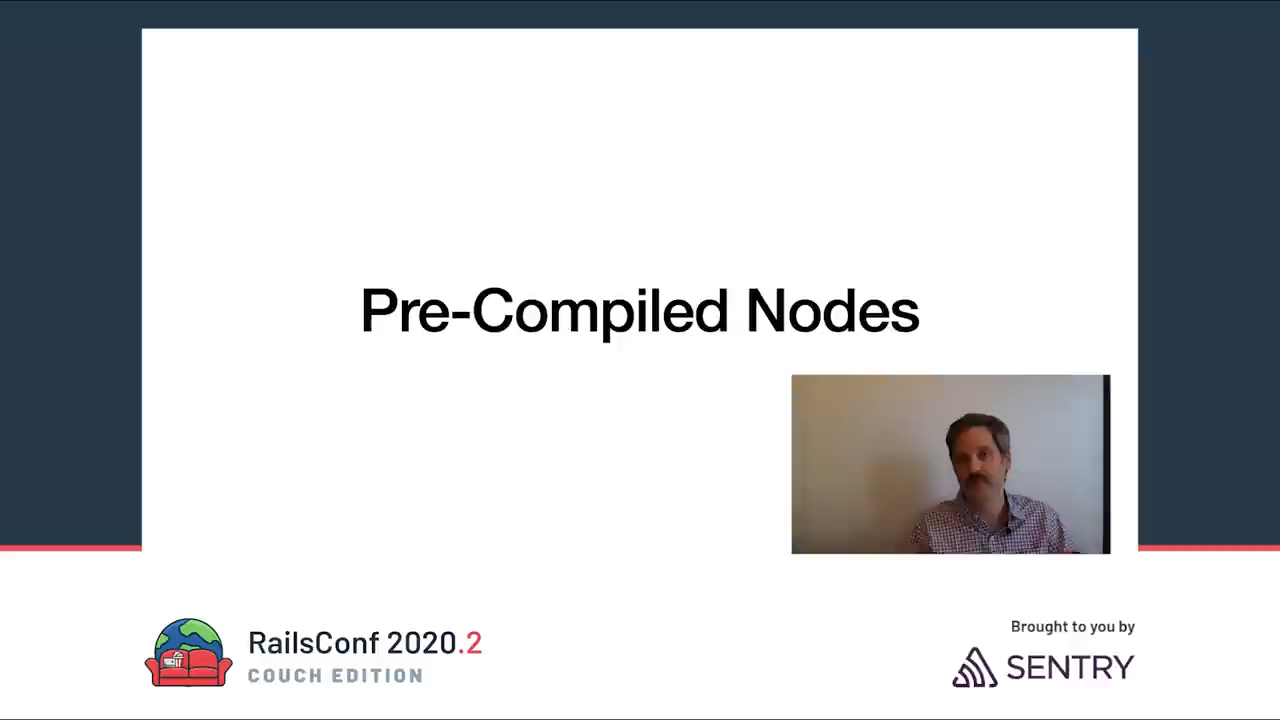 Pre-Compiled Nodes
RailsConf 2020.2
COUCH EDITION
Brought to you by
SENTRY